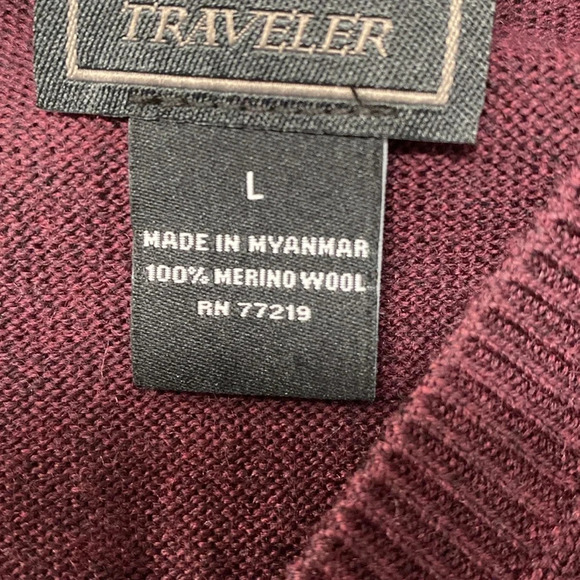 TRAVELER
L
MADE IN MYANMAR
100% MERINO WOOL
RN 77219